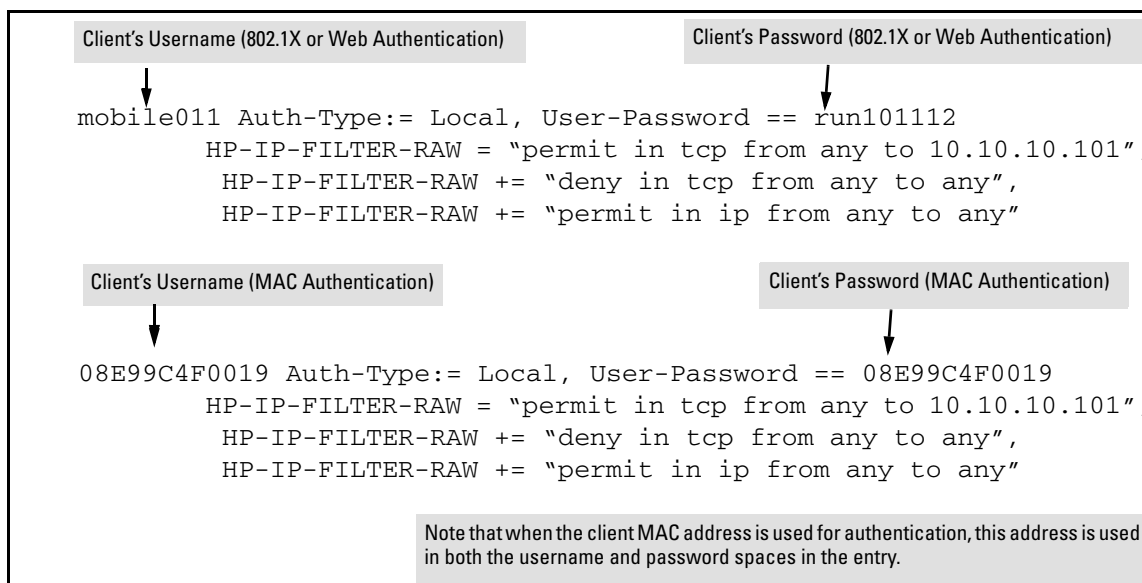 Client's Username (802.1X or Web Authentication) Client's Password (802.1X or Web Authentication)
mobile011 Auth-Type:= Local, User-Password == run101112
HP-IP-FILTER-RAW = “permit in tcp from any to 10.10.10.101”,
HP-IP-FILTER-RAW += “deny in tcp from any to any”,
HP-IP-FILTER-RAW += “permit in ip from any to any”
Client's Username (MAC Authentication) Client's Password (MAC Authentication)
08E99C4F0019 Auth-Type:= Local, User-Password == 08E99C4F0019
HP-IP-FILTER-RAW = “permit in tcp from any to 10.10.10.101”,
HP-IP-FILTER-RAW += “deny in tcp from any to any”,
HP-IP-FILTER-RAW += “permit in ip from any to any”
Note that when the client MAC address is used for authentication, this address is used
in both the username and password spaces in the entry.